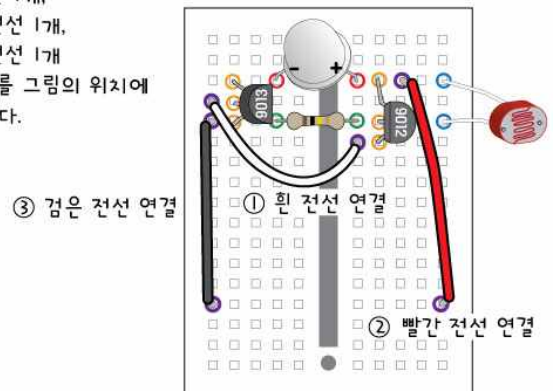 전선 1개,
전선 1개
를 그림의 위치에
다.
- +
9013
9012
③ 검은 전선 연결
① 흰 전선 연결
② 빨간 전선 연결